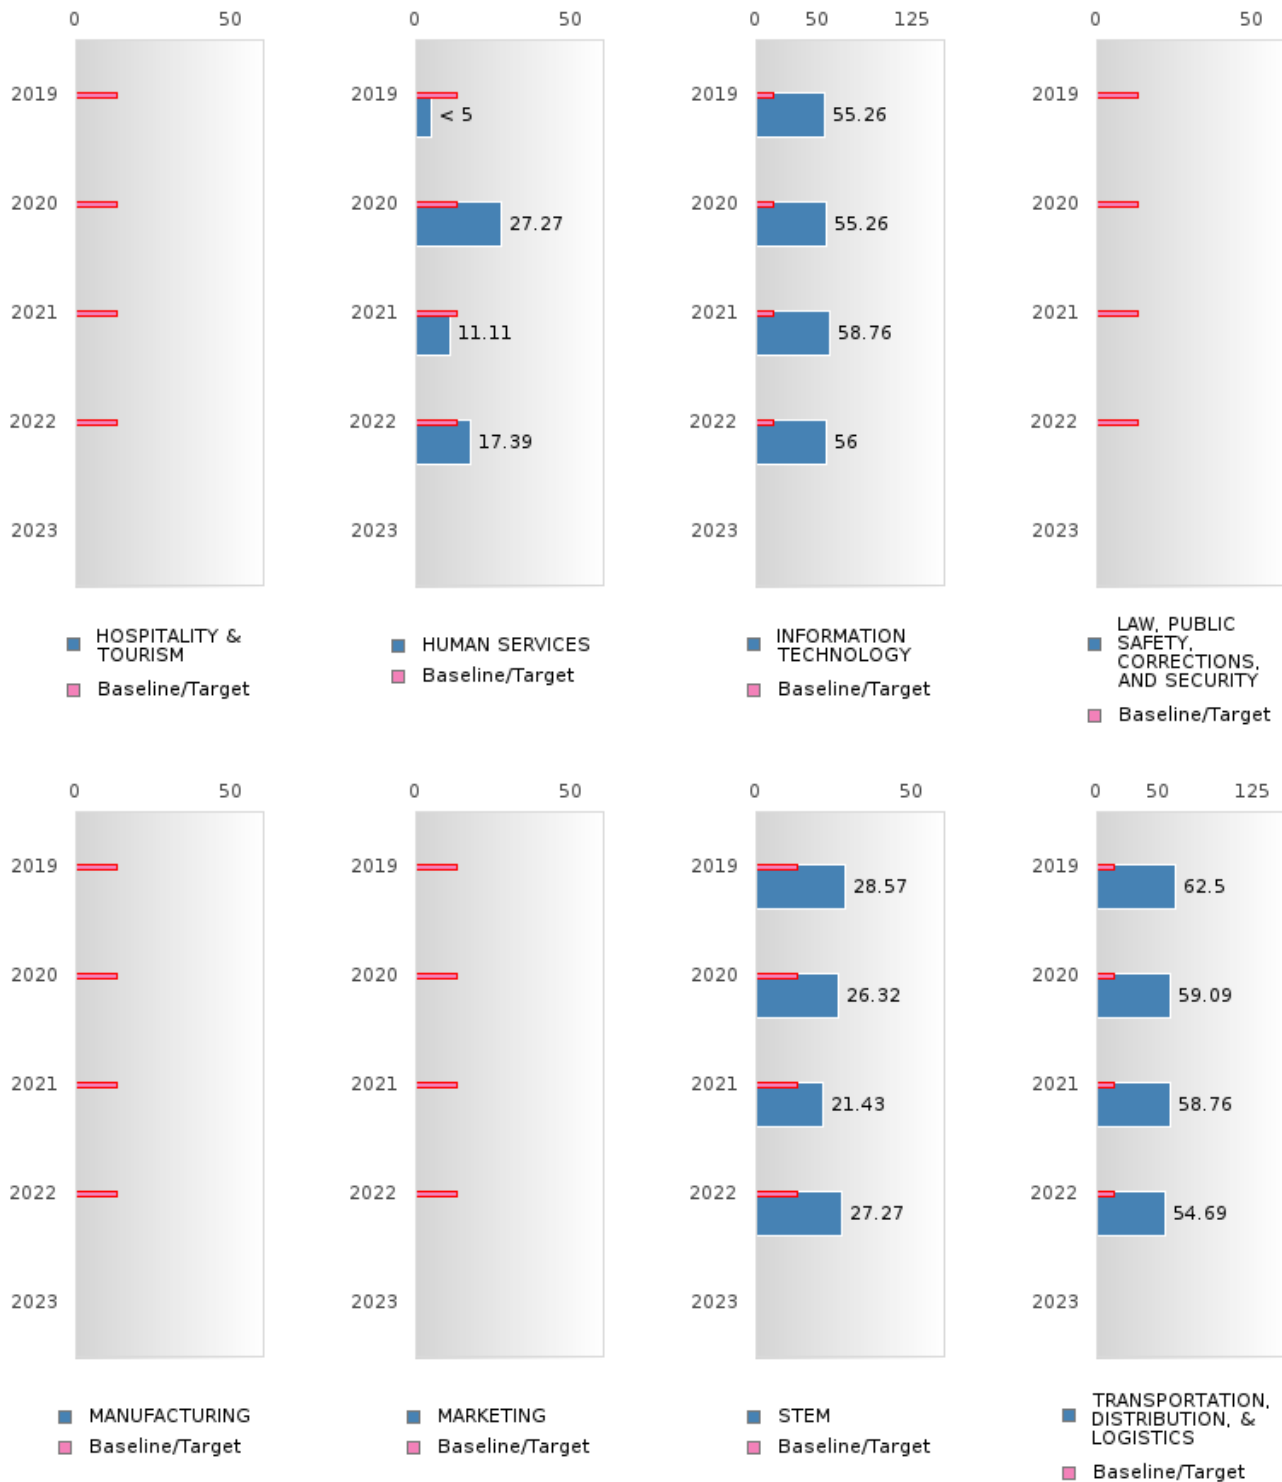 0 50
0 50
0 50 125
0 50
2019
2019
< 5
2019
55.26
2019
2020
2020
27.27
2020
55.26
2020
2021
2021
11.11
2021
58.76
2021
2022
2022
17.39
2022
56
2022
2023
2023
2023
2023
HOSPITALITY &
TOURISM
Baseline/Target
HUMAN SERVICES
Baseline/Target
INFORMATION
TECHNOLOGY
Baseline/Target
LAW, PUBLIC
SAFETY,
CORRECTIONS,
AND SECURITY
Baseline/Target
0 50
0 50
0 50
0 50 125
2019
2019
2019
28.57
2019
62.5
2020
2020
2020
26.32
2020
59.09
2021
2021
2021
21.43
2021
58.76
2022
2022
2022
27.27
2022
54.69
2023
2023
2023
2023
MANUFACTURING
Baseline/Target
MARKETING
Baseline/Target
STEM
Baseline/Target
TRANSPORTATION,
DISTRIBUTION, &
LOGISTICS
Baseline/Target